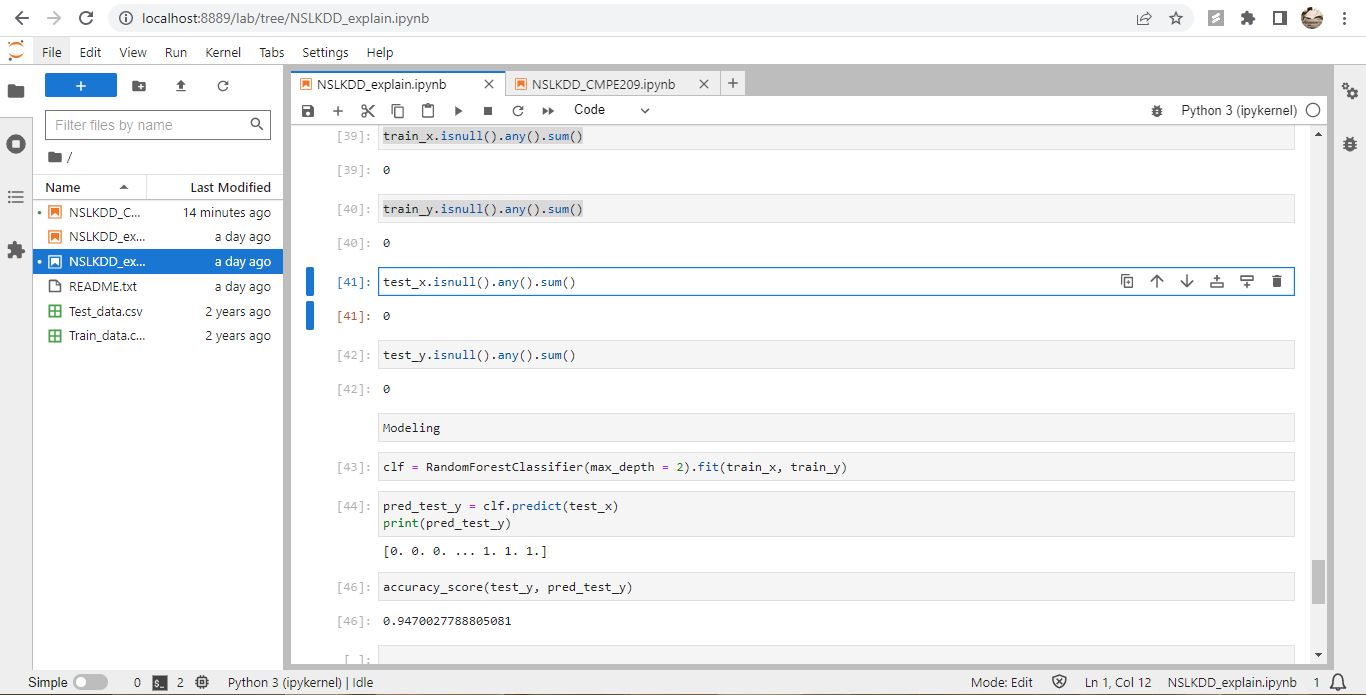 localhost:8889/lab/tree/NSLKDD_explain.ipynb
File Edit View Run Kernel Tabs Settings Help
NSLKDD_explain.ipynb
NSLKDD_CMPE209.ipynb
Code
Python 3 (ipykernel)
Filter files by name
/
Name Last Modified
NSLKDD_C... 14 minutes ago
NSLKDD_ex... a day ago
NSLKDD_ex... a day ago
README.txt a day ago
Test_data.csv 2 years ago
Train_data.c... 2 years ago
[39]: train_x.isnull().any().sum()
[39]: 0
[40]: train_y.isnull().any().sum()
[40]: 0
[41]: test_x.isnull().any().sum()
[41]: 0
[42]: test_y.isnull().any().sum()
[42]: 0
Modeling
[43]: clf = RandomForestClassifier(max_depth = 2).fit(train_x, train_y)
[44]: pred_test_y = clf.predict(test_x)
print(pred_test_y)
[0. 0. 0. ... 1. 1. 1.]
[46]: accuracy_score(test_y, pred_test_y)
[46]: 0.9470027788805081
[ ]:
Simple 0 $_ 2 Python 3 (ipykernel) | Idle Mode: Edit Ln 1, Col 12 NSLKDD_explain.ipynb 1